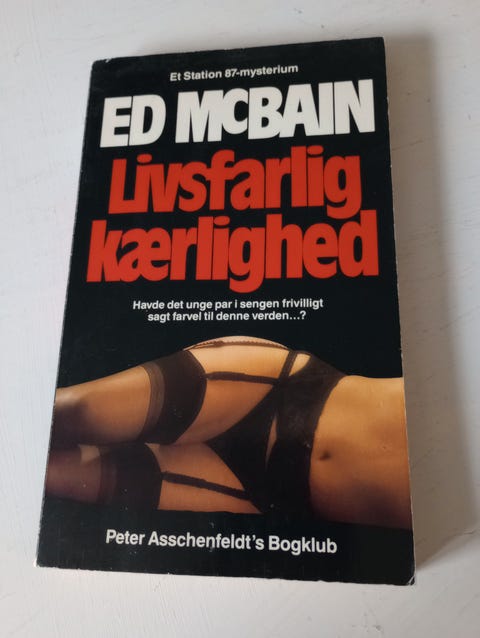 Et Station 87-mysterium
ED McBAIN
Livsfarlig
kærlighed
Havde det unge par i sengen frivilligt
sagt farvel til denne verden...?
Peter Asschenfeldt's Bogklub